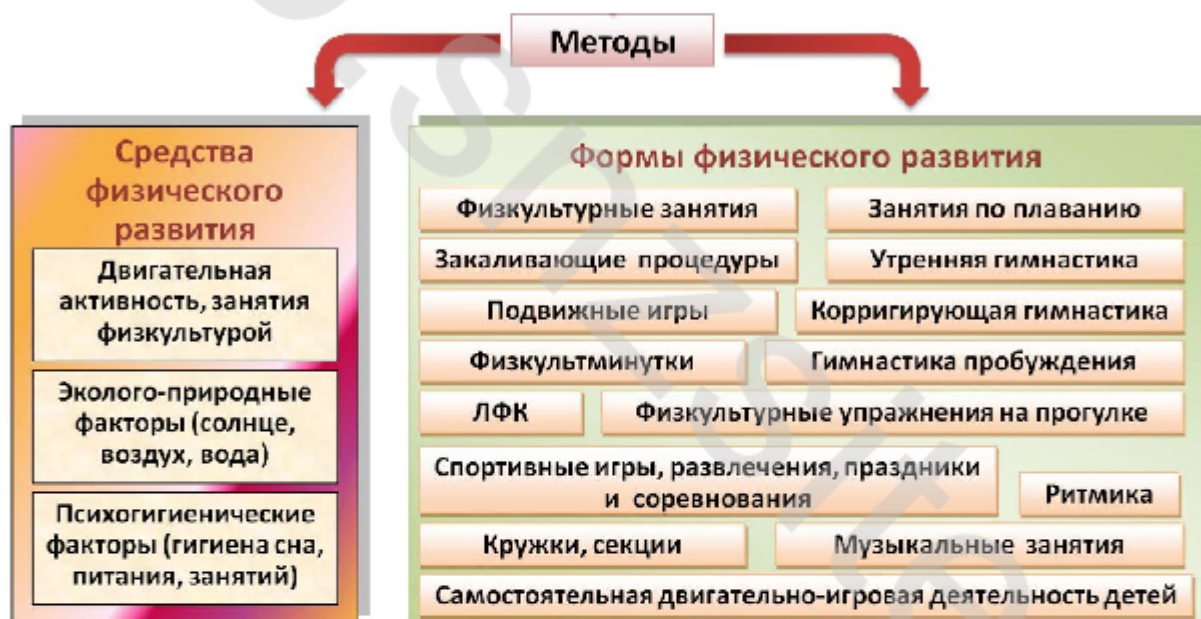 Методы
Средства
физического
развития
Двигательная
активность, занятия
физкультурой
Эколого-природные
факторы (солнце,
воздух, вода)
Психогигиенические
факторы (гигиена сна,
питания, занятий)
Формы физического развития
Физкультурные занятия
Занятия по плаванию
Закаливающие процедуры
Утренняя гимнастика
Подвижные игры
Корригирующая гимнастика
Физкультминутки
Гимнастика пробуждения
ЛФК
Физкультурные упражнения на прогулке
Спортивные игры, развлечения, праздники
и соревнования
Ритмика
Кружки, секции
Музыкальные занятия
Самостоятельная двигательно-игровая деятельность детей